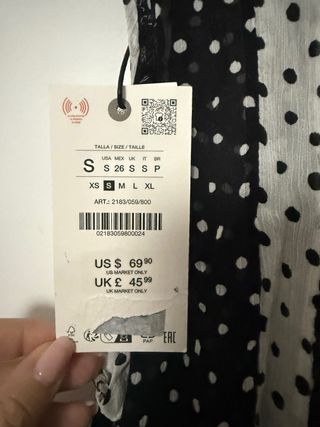 TALLA / SIZE / TAILLE
USA MEX UK IT BR
S S 26 S S P
XS S M L XL
ART.: 2183/059/800
02183059800024
US $ 69 90
US MARKET ONLY
UK £ 45 99
UK MARKET ONLY
PAP
EAC